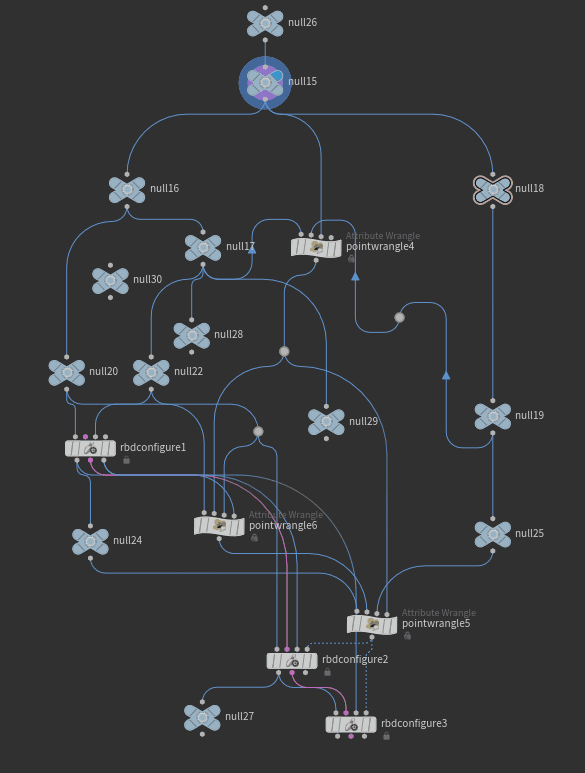 null26
null15
null16
null18
Attribute Wrangle
pointwrangle4
null17
null30
null28
null20
null22
null29
null19
rbdconfigure1
Attribute Wrangle
pointwrangle6
null24
null25
Attribute Wrangle
pointwrangle5
rbdconfigure2
null27
rbdconfigure3